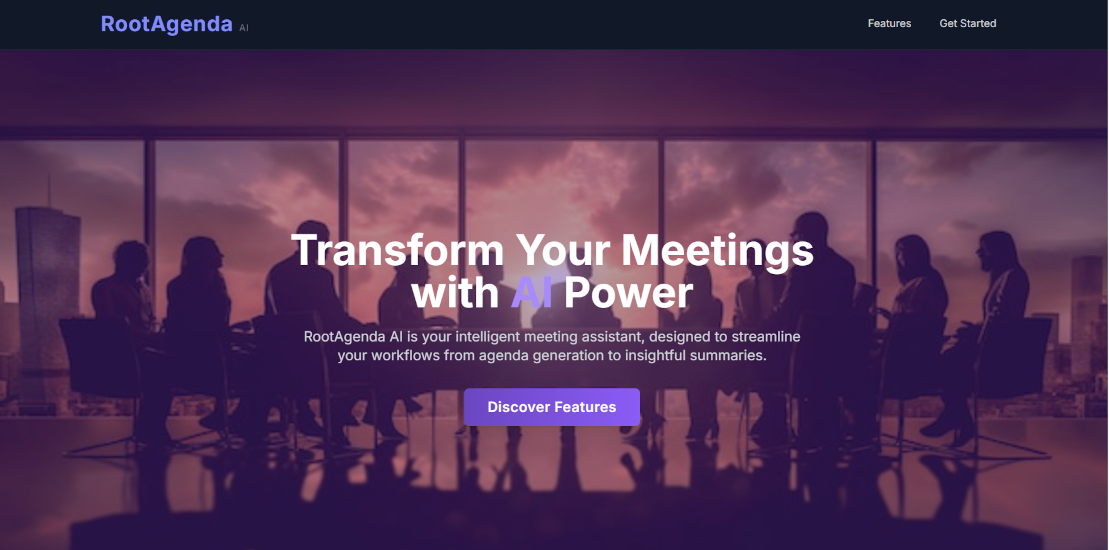 RootAgenda AI
Features
Get Started
Transform Your Meetings
with AI Power
RootAgenda AI is your intelligent meeting assistant, designed to streamline
your workflows from agenda generation to insightful summaries.
Discover Features